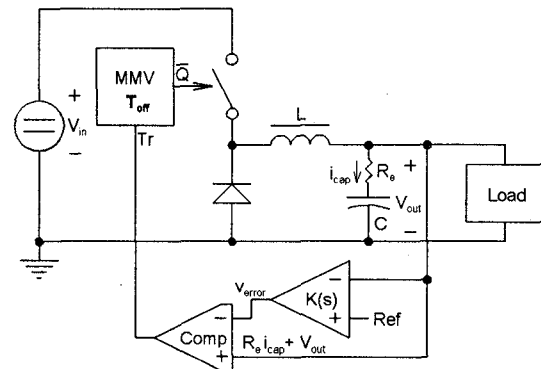 MMV
T_off
Q̅
Tr
+
V_in
−
L
i_cap
R_e
+
V_out
C
−
Load
v_error
−
K(s)
+
Ref
−
Comp
+
R_e i_cap + V_out